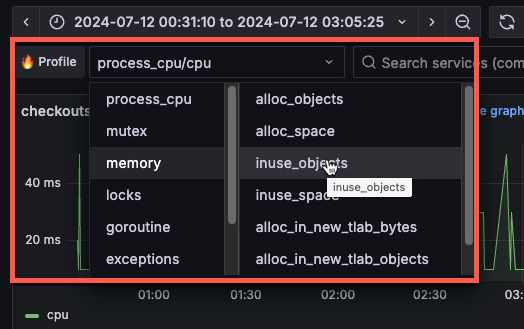 2024-07-12 00:31:10 to 2024-07-12 03:05:25
Profile process_cpu/cpu Search services (com
checkouts e graph
process_cpu alloc_objects
mutex alloc_space
memory inuse_objects
40 ms
locks inuse_space
inuse_objects
goroutine alloc_in_new_tlab_bytes
20 ms
exceptions alloc_in_new_tlab_objects
01:00 01:30 02:00 02:30 03:
cpu